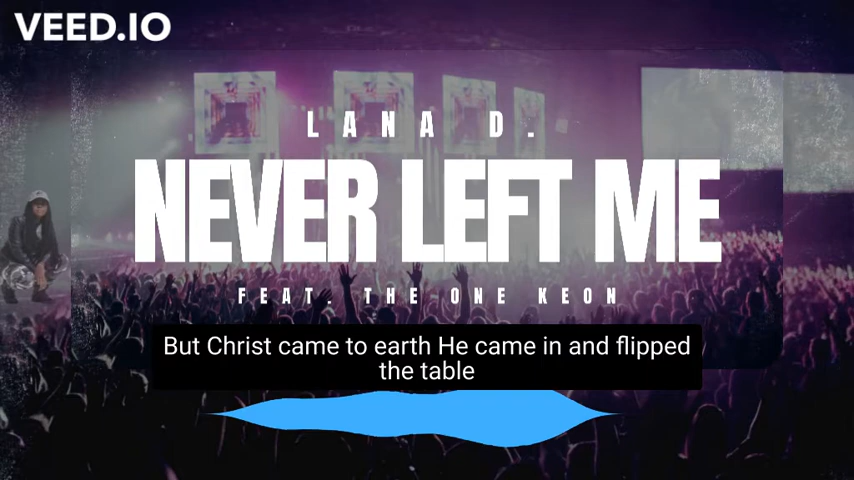 VEED.IO
LANA D.
NEVER LEFT ME
FEAT. THE ONE KEON
But Christ came to earth He came in and flipped
the table